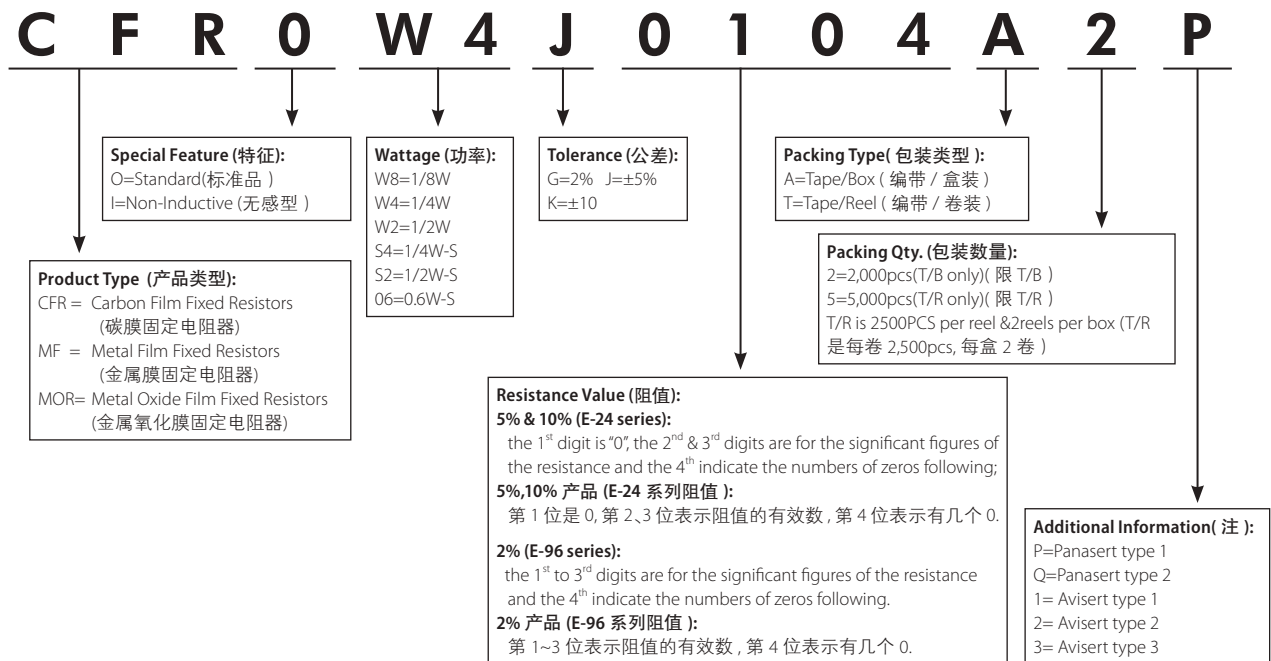 C F R 0 W 4 J 0 1 0 4 A 2 P
Special Feature (特征):
O=Standard(标准品 )
I=Non-Inductive (无感型 )
Wattage (功率):
W8=1/8W
W4=1/4W
W2=1/2W
S4=1/4W-S
S2=1/2W-S
06=0.6W-S
Tolerance (公差):
G=2% J=±5%
K=±10
Packing Type( 包装类型 ):
A=Tape/Box ( 编带 / 盒装 )
T=Tape/Reel ( 编带 / 卷装 )
Packing Qty. (包装数量):
2=2,000pcs(T/B only)( 限 T/B )
5=5,000pcs(T/R only)( 限 T/R )
T/R is 2500PCS per reel &2reels per box (T/R
是每卷 2,500pcs, 每盒 2 卷 )
Product Type (产品类型):
CFR = Carbon Film Fixed Resistors
(碳膜固定电阻器)
MF = Metal Film Fixed Resistors
(金属膜固定电阻器)
MOR= Metal Oxide Film Fixed Resistors
(金属氧化膜固定电阻器)
Resistance Value (阻值):
5% & 10% (E-24 series):
the 1st digit is “0”, the 2nd & 3rd digits are for the significant figures of
the resistance and the 4th indicate the numbers of zeros following;
5%,10% 产品 (E-24 系列阻值 ):
第 1 位是 0, 第 2、3 位表示阻值的有效数 , 第 4 位表示有几个 0.
2% (E-96 series):
the 1st to 3rd digits are for the significant figures of the resistance
and the 4th indicate the numbers of zeros following.
2% 产品 (E-96 系列阻值 ):
第 1~3 位表示阻值的有效数 , 第 4 位表示有几个 0.
Additional Information( 注 ):
P=Panasert type 1
Q=Panasert type 2
1= Avisert type 1
2= Avisert type 2
3= Avisert type 3